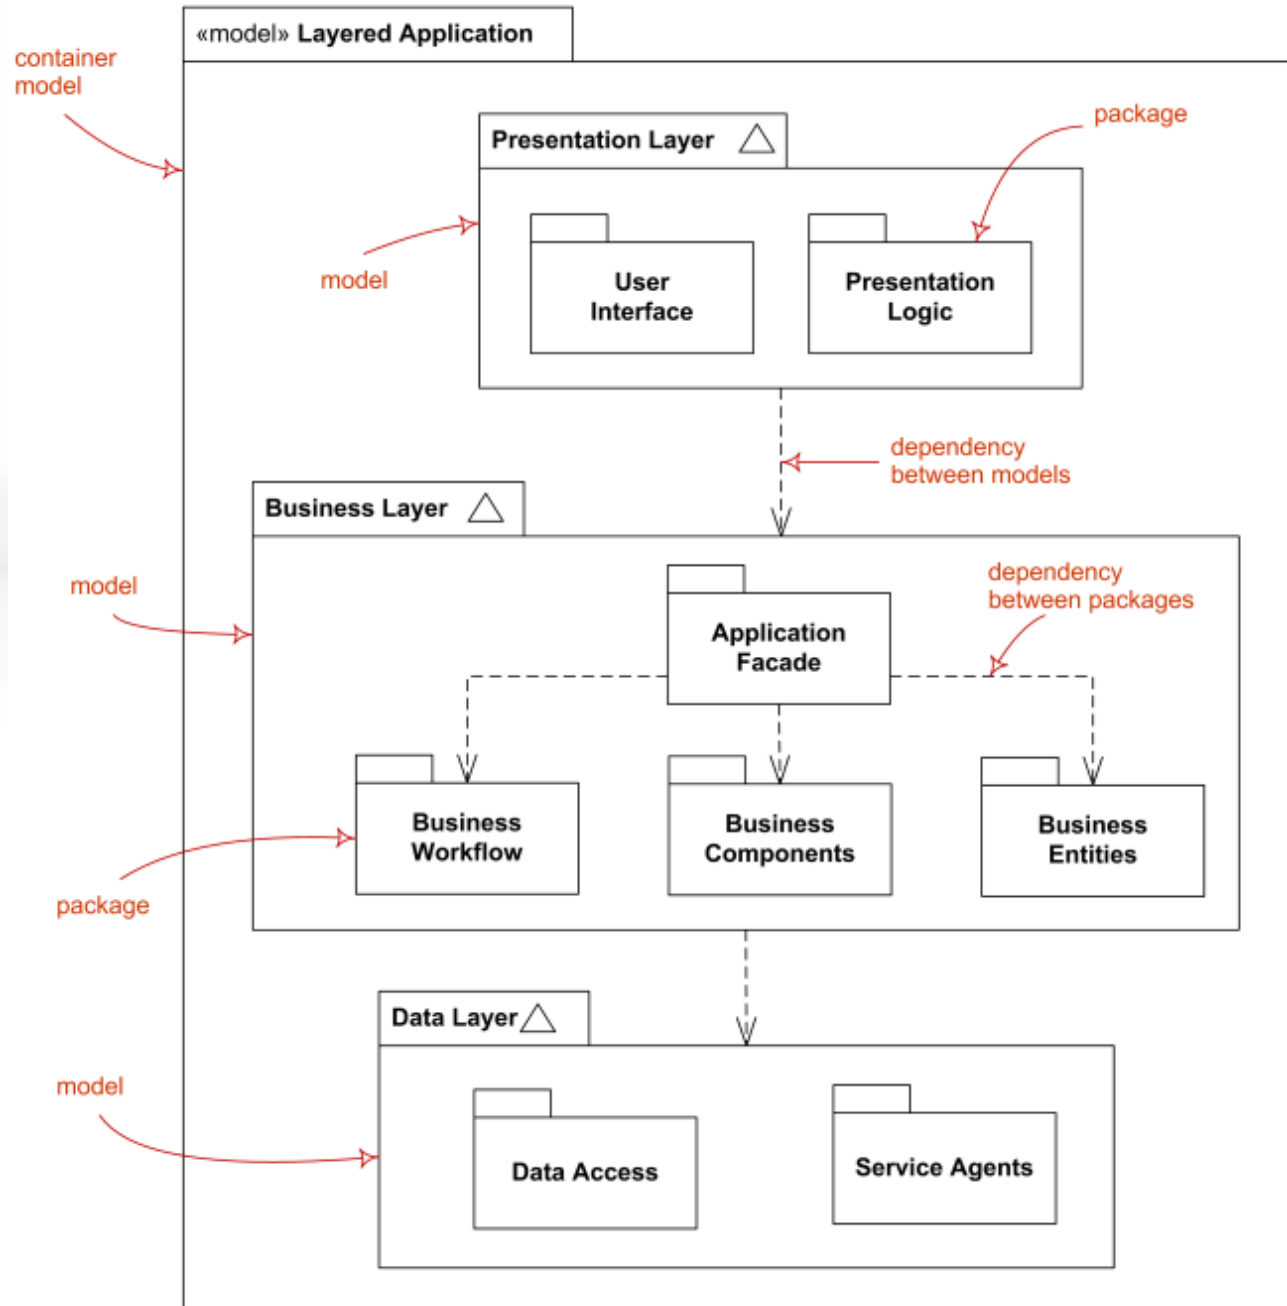 «model» Layered Application
container
model
package
Presentation Layer
model
User
Interface
Presentation
Logic
dependency
between models
Business Layer
model
dependency
between packages
Application
Facade
Business
Workflow
Business
Components
Business
Entities
package
Data Layer
model
Data Access
Service Agents